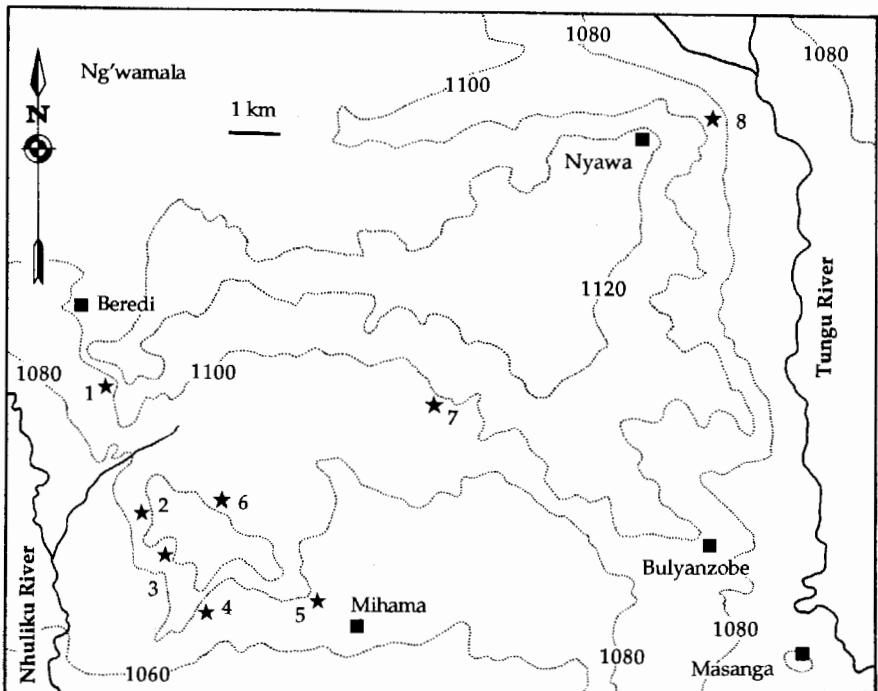 1080
1080
Ng'wamala
1100
1 km
N
8
Nyawa
1120
Beredi
Tungu River
1080
1100
1
7
2
6
3
4
5
Mihama
Bulyanzobe
Nhuliku River
1080
1080
Masanga
1060